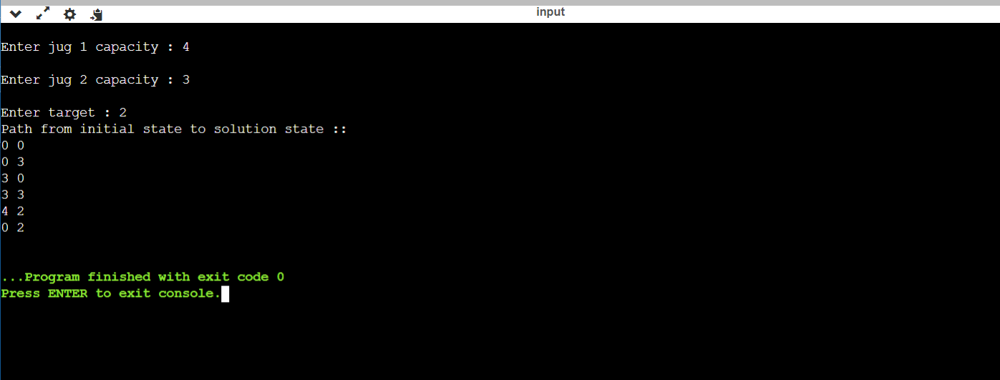 input
Enter jug 1 capacity : 4
Enter jug 2 capacity : 3
Enter target : 2
Path from initial state to solution state ::
0 0
0 3
3 0
3 3
4 2
0 2
...Program finished with exit code 0
Press ENTER to exit console.